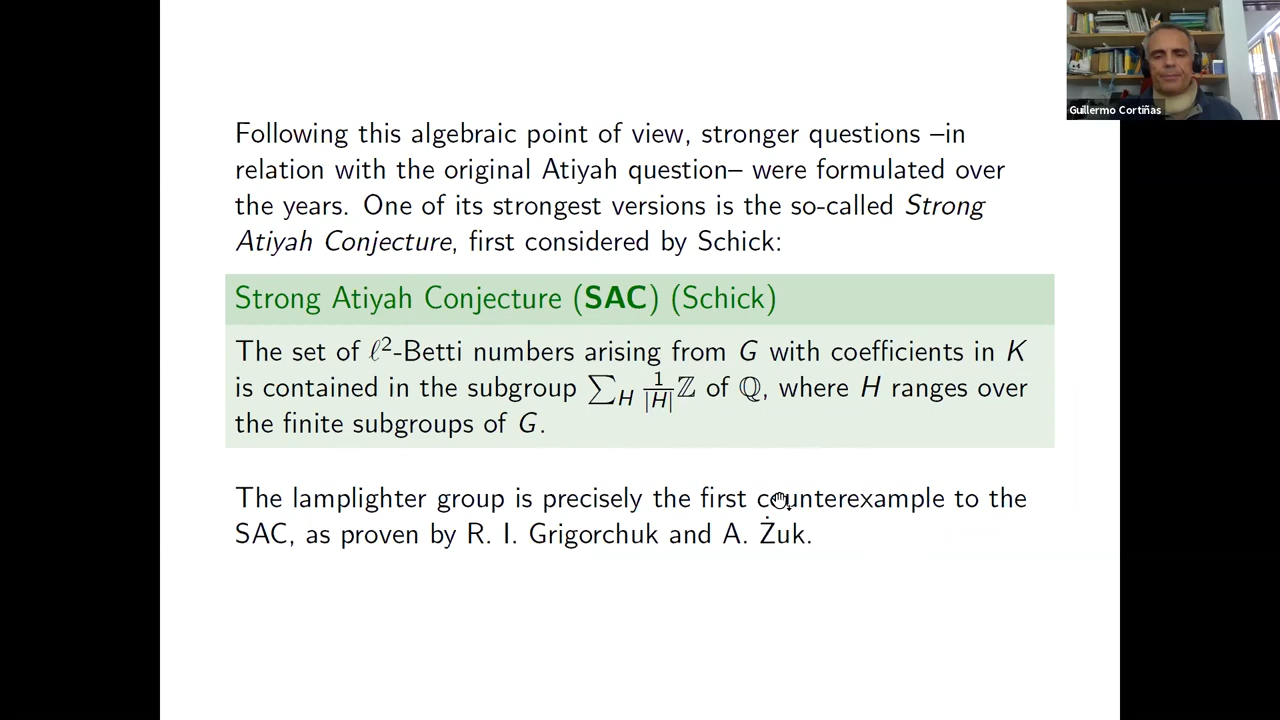 Guillermo Cortiñas
Following this algebraic point of view, stronger questions –in
relation with the original Atiyah question– were formulated over
the years. One of its strongest versions is the so-called Strong
Atiyah Conjecture, first considered by Schick:
Strong Atiyah Conjecture (SAC) (Schick)
The set of ℓ²-Betti numbers arising from G with coefficients in K
is contained in the subgroup ∑_H 1/|H| ℤ of ℚ, where H ranges over
the finite subgroups of G.
The lamplighter group is precisely the first counterexample to the
SAC, as proven by R. I. Grigorchuk and A. Żuk.